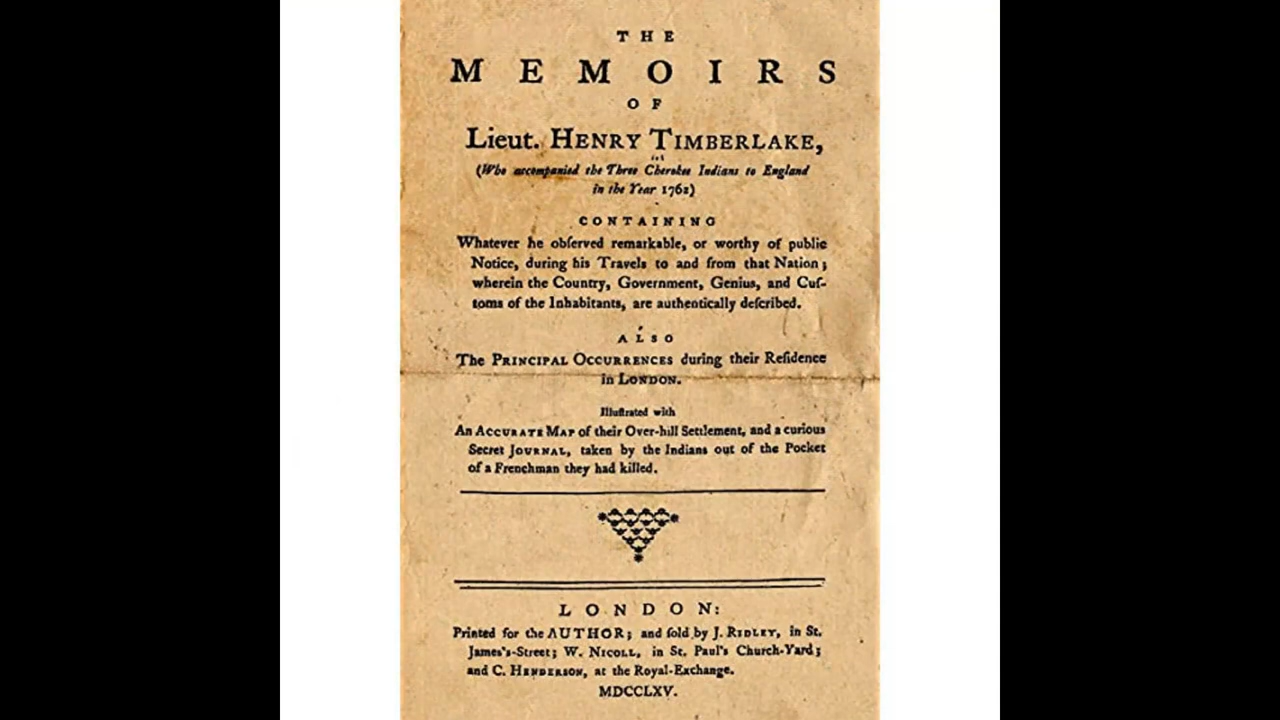 THE
MEMOIRS
OF
Lieut. HENRY TIMBERLAKE,
(Who accompanied the Three Cherokee Indians to England
in the Year 1762)
CONTAINING
Whatever he obſerved remarkable, or worthy of public
Notice, during his Travels to and from that Nation;
wherein the Country, Government, Genius, and Cuſ-
toms of the Inhabitants, are authentically deſcribed.
ALSO
The PRINCIPAL OCCURRENCES during their Reſidence
in LONDON.
Illuſtrated with
An ACCURATE MAP of their Over-hill Settlement, and a curious
Secret JOURNAL, taken by the Indians out of the Pocket
of a Frenchman they had killed.
LONDON:
Printed for the AUTHOR; and ſold by J. RIDLEY, in St.
James's-Street; W. NICOLL, in St. Paul's Church-Yard;
and C. HENDERSON, at the Royal-Exchange.
MDCCLXV.